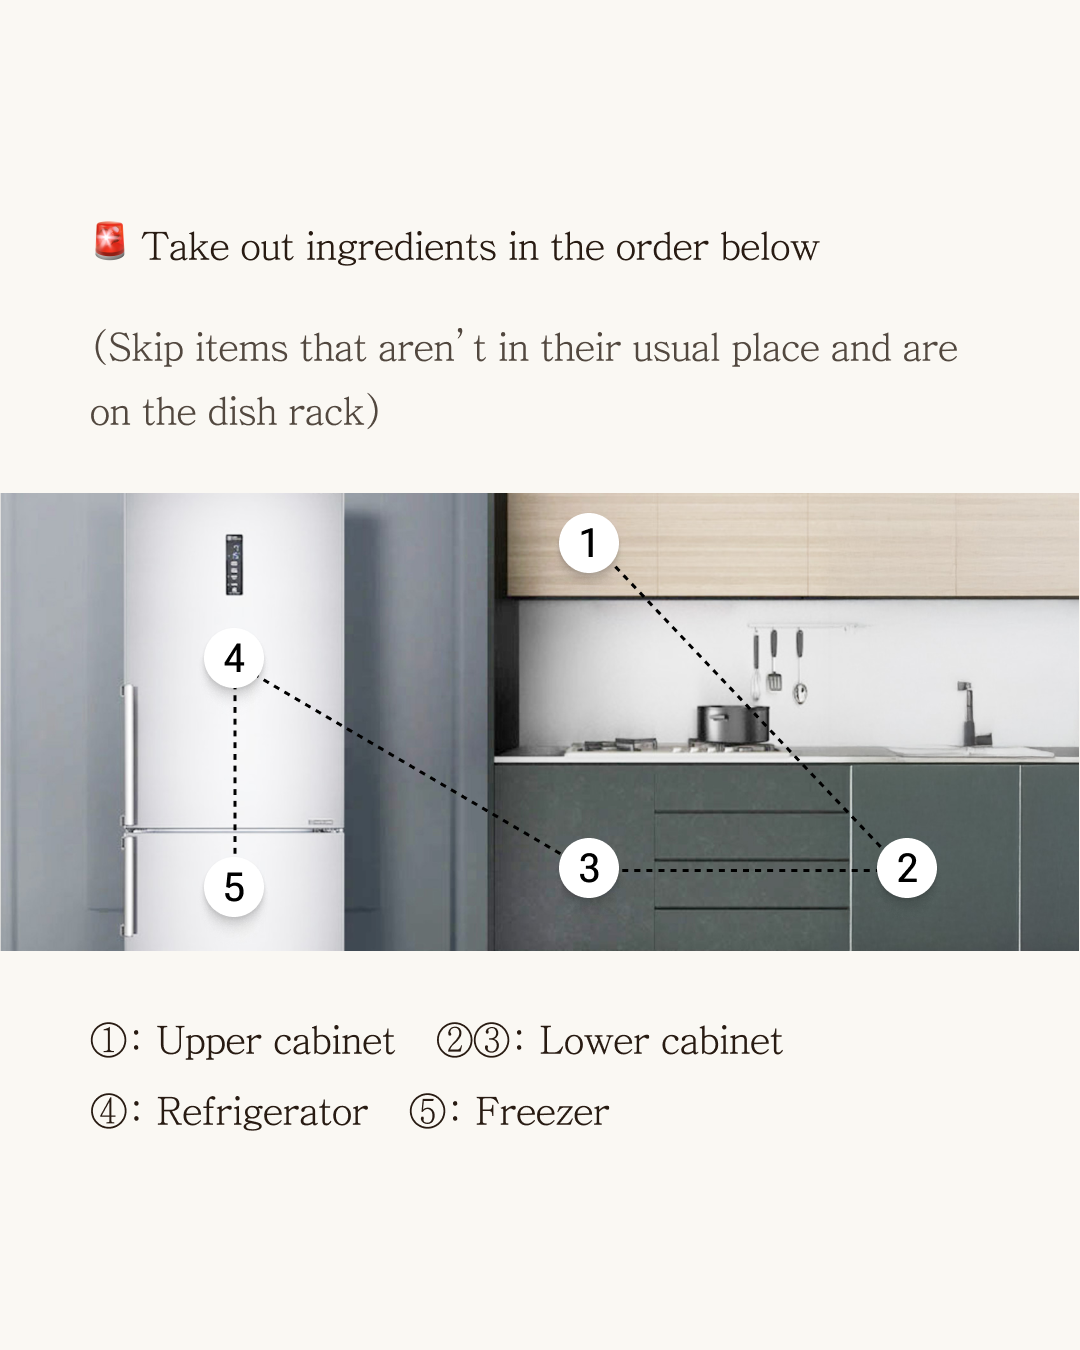 🚨 Take out ingredients in the order below
(Skip items that aren’t in their usual place and are
on the dish rack)
1
4
3
2
5
①: Upper cabinet ②③: Lower cabinet
④: Refrigerator ⑤: Freezer